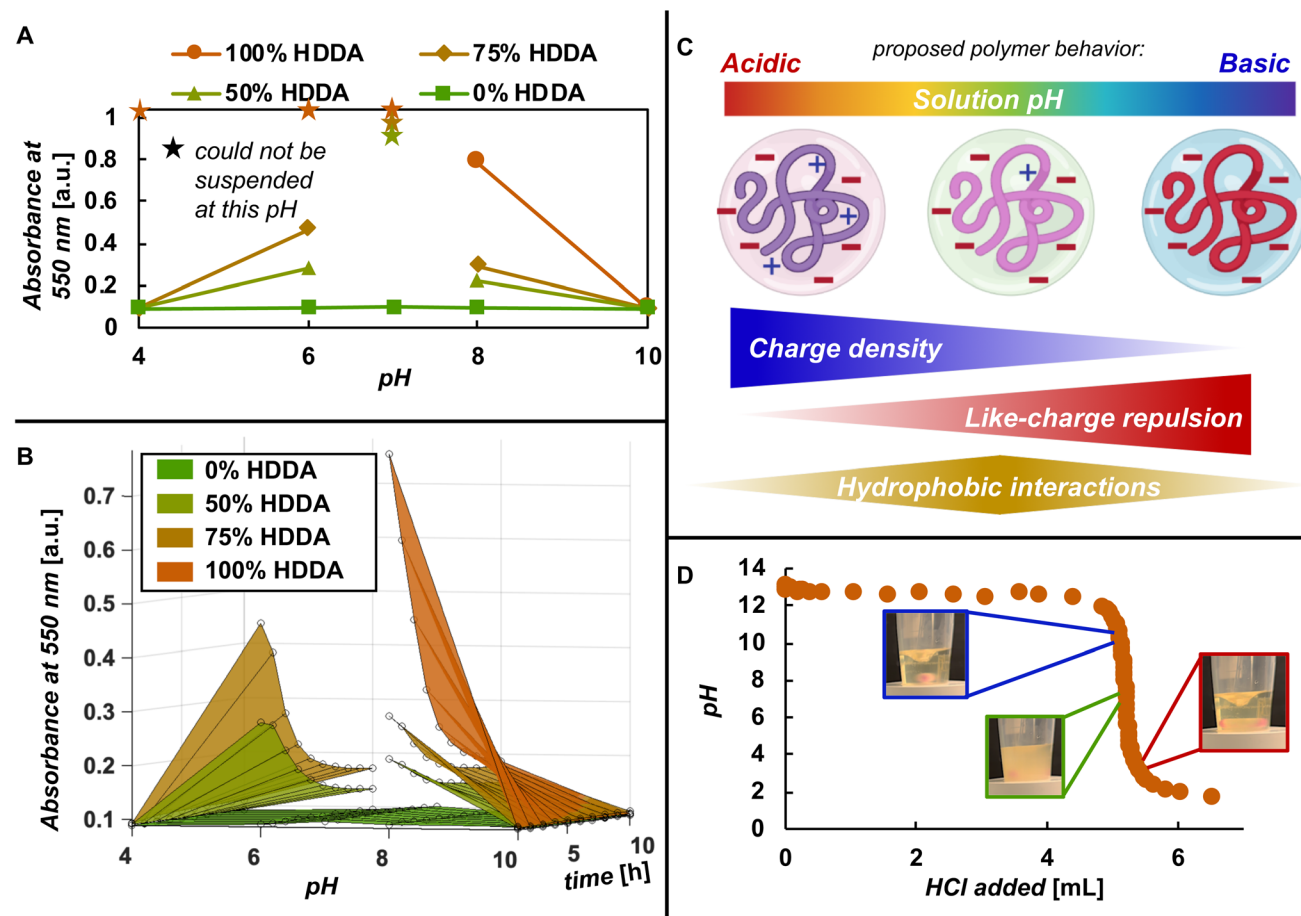 A
100% HDDA
75% HDDA
50% HDDA
0% HDDA
1
0.8
0.6
0.4
0.2
0
could not be
suspended
at this pH
Absorbance at
550 nm [a.u.]
4
6
8
10
pH
B
0% HDDA
50% HDDA
75% HDDA
100% HDDA
0.7
0.6
0.5
0.4
0.3
0.2
0.1
Absorbance at 550 nm [a.u.]
4
6
8
10
5
10
pH
time [h]
C
proposed polymer behavior:
Acidic
Basic
Solution pH
Charge density
Like-charge repulsion
Hydrophobic interactions
D
14
12
10
8
6
4
2
0
pH
0
2
4
6
HCl added [mL]